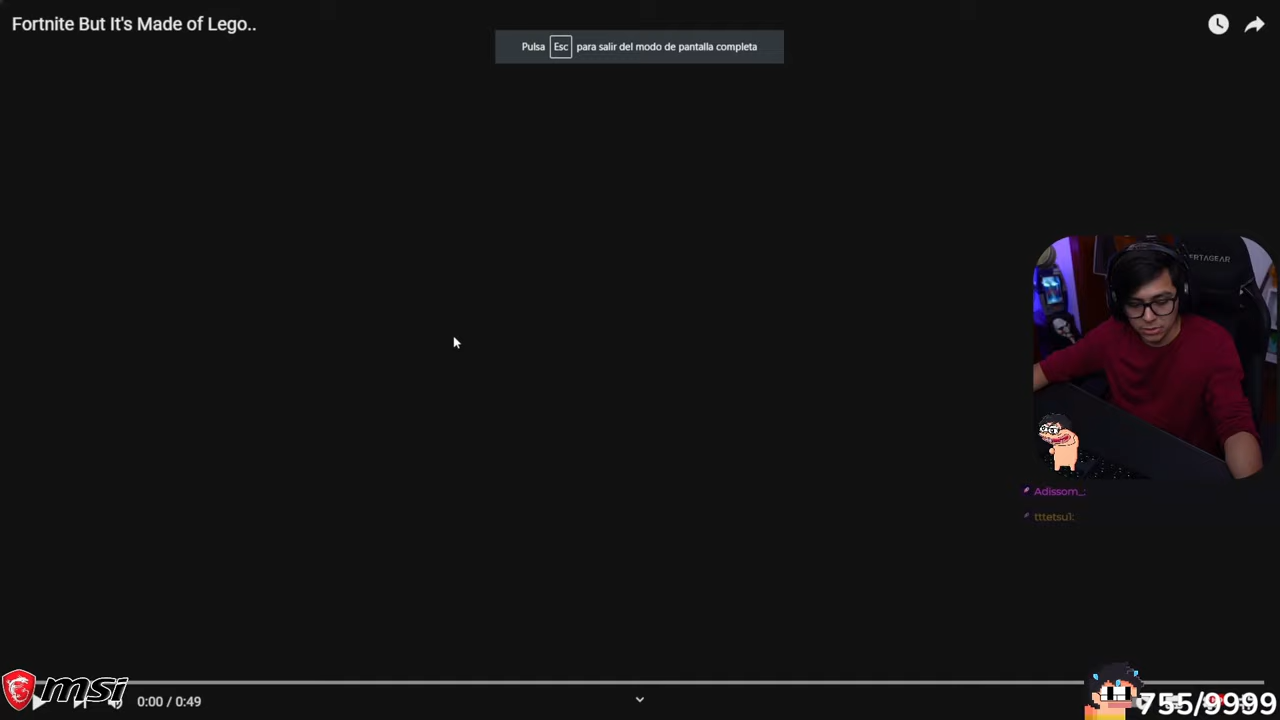 Fortnite But It's Made of Lego..
Pulsa Esc para salir del modo de pantalla completa
Adissom_:
tttetsu1:
msi
0:00 / 0:49
755/9999